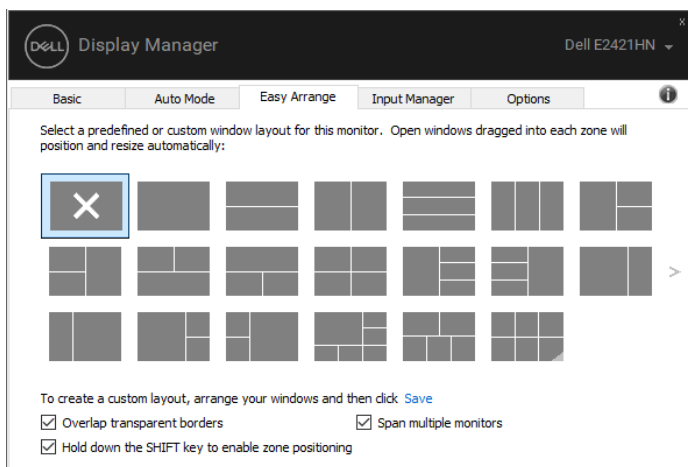 x
DELL Display Manager Dell E2421HN
Basic Auto Mode Easy Arrange Input Manager Options i
Select a predefined or custom window layout for this monitor. Open windows dragged into each zone will
position and resize automatically:
To create a custom layout, arrange your windows and then click Save
Overlap transparent borders Span multiple monitors
Hold down the SHIFT key to enable zone positioning